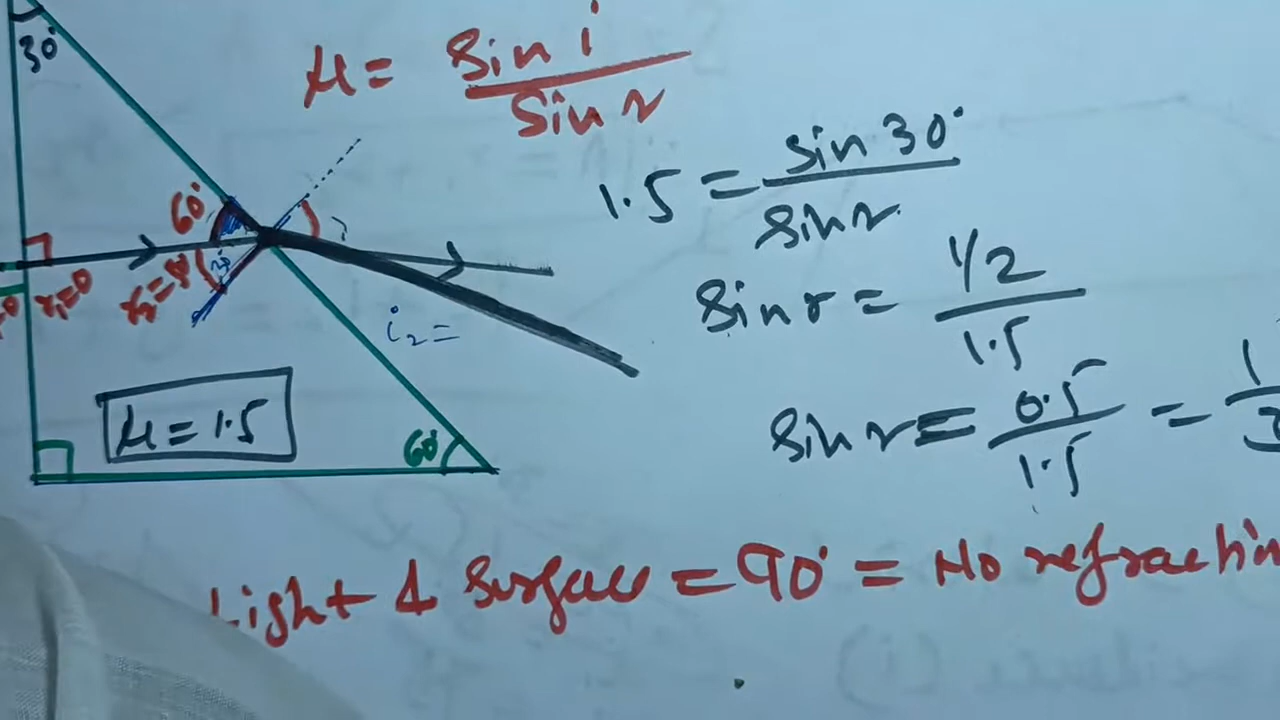 30°
μ = sin i / sin r
1.5 = sin 30° / sin r
60°
sin r = 1/2 / 1.5
r₁=0
i₂ =
sin r = 0.5 / 1.5 = 1
μ = 1.5
60°
Light & Surface = 90° = No refraction